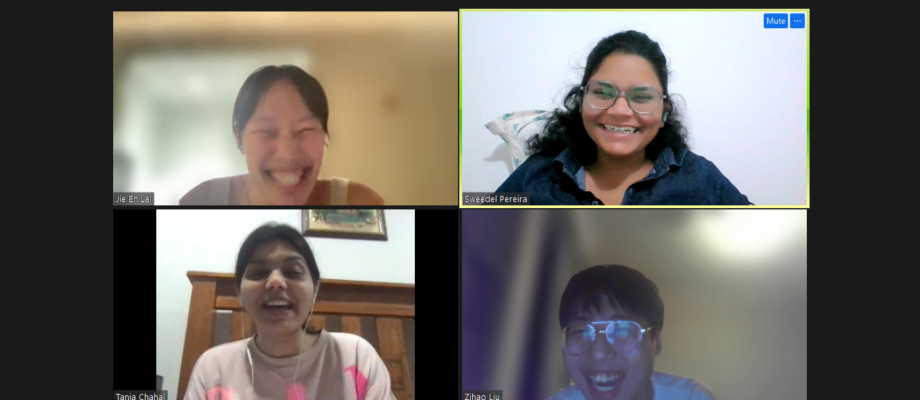 Mute ...
Jie En Lai
Sweedel Pereira
Tania Chahal
Zihao Liu